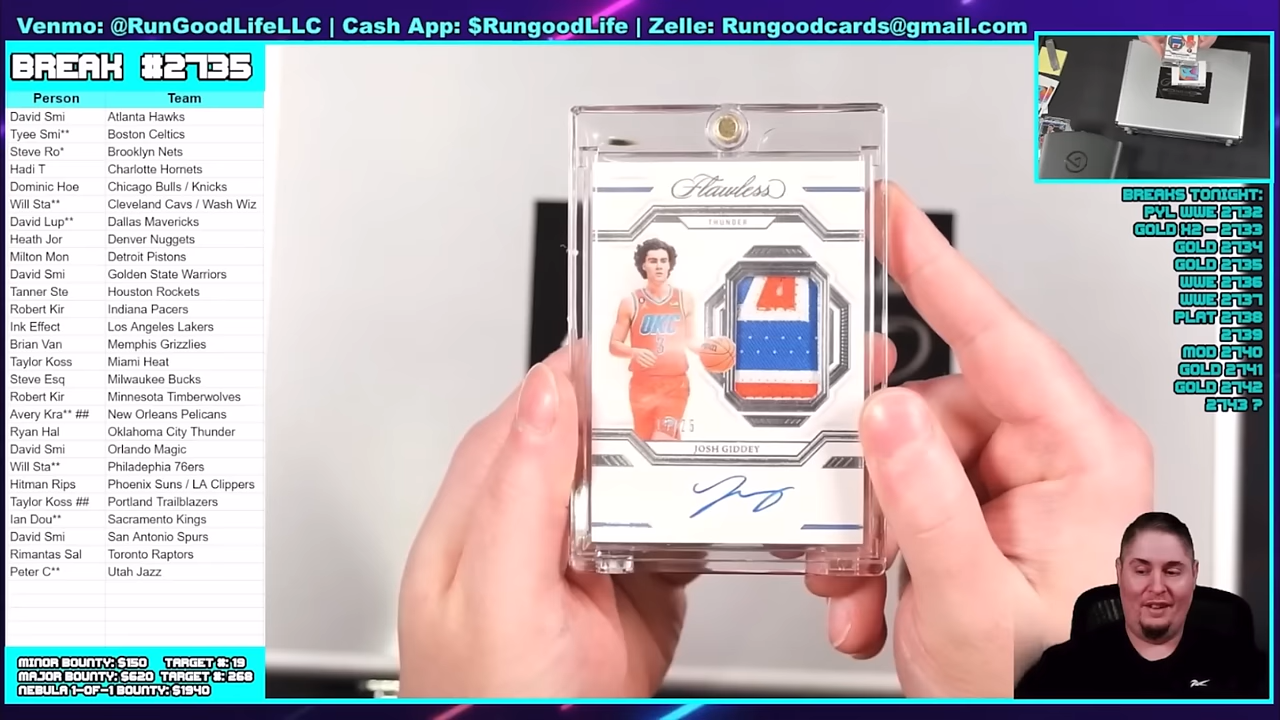 Venmo: @RunGoodLifeLLC | Cash App: $RungoodLife | Zelle: Rungoodcards@gmail.com
BREAK #2735
Person Team
David Smi Atlanta Hawks
Tyee Smi** Boston Celtics
Steve Ro* Brooklyn Nets
Hadi T Charlotte Hornets
Dominic Hoe Chicago Bulls / Knicks
Will Sta** Cleveland Cavs / Wash Wiz
David Lup** Dallas Mavericks
Heath Jor Denver Nuggets
Milton Mon Detroit Pistons
David Smi Golden State Warriors
Tanner Ste Houston Rockets
Robert Kir Indiana Pacers
Ink Effect Los Angeles Lakers
Brian Van Memphis Grizzlies
Taylor Koss Miami Heat
Steve Esq Milwaukee Bucks
Robert Kir Minnesota Timberwolves
Avery Kra** ## New Orleans Pelicans
Ryan Hal Oklahoma City Thunder
David Smi Orlando Magic
Will Sta** Philadephia 76ers
Hitman Rips Phoenix Suns / LA Clippers
Taylor Koss ## Portland Trailblazers
Ian Dou** Sacramento Kings
David Smi San Antonio Spurs
Rimantas Sal Toronto Raptors
Peter C** Utah Jazz
MINOR BOUNTY: $150 TARGET #: 19
MAJOR BOUNTY: $620 TARGET #: 268
NEBULA 1-OF-1 BOUNTY: $1940
Flawless
THUNDER
OKC
3
JOSH GIDDEY
BREAKS TONIGHT:
PYL WWE 2732
GOLD X2 - 2733
GOLD 2734
GOLD 2735
WWE 2736
WWE 2737
PLAT 2738
2739
MOD 2740
GOLD 2741
GOLD 2742
2743 ?